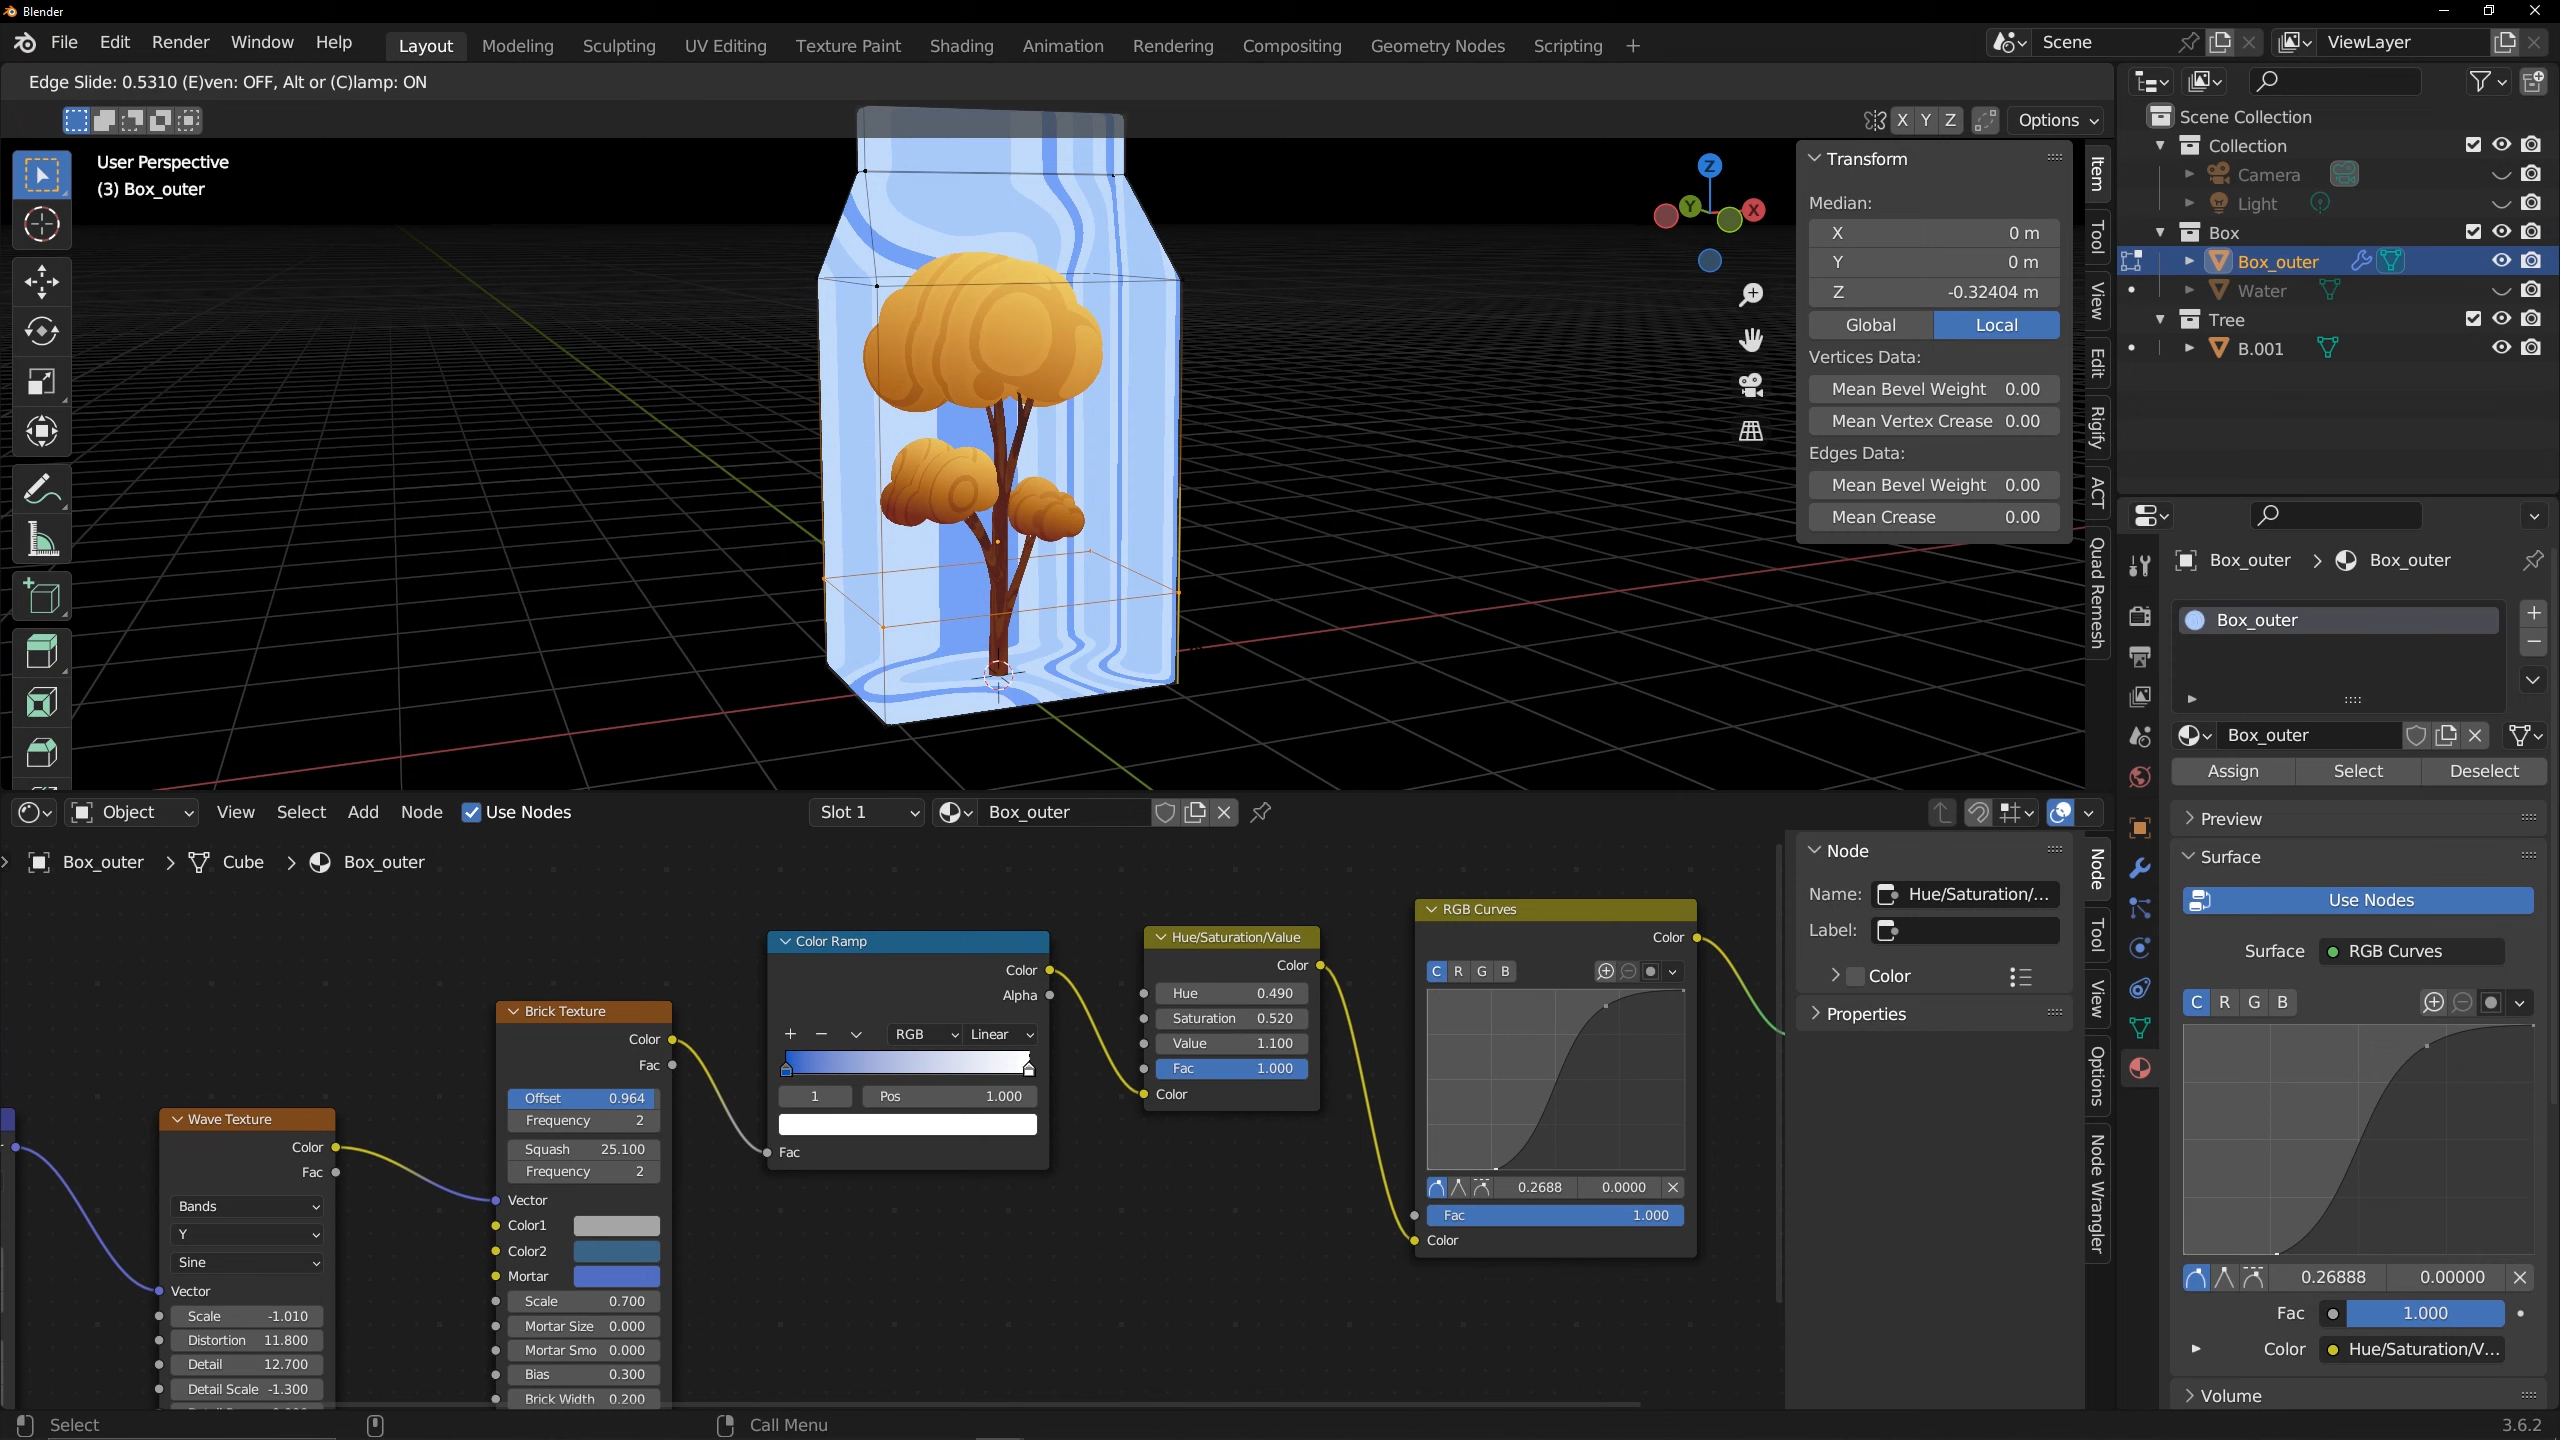 Blender
File Edit Render Window Help Layout Modeling Sculpting UV Editing Texture Paint Shading Animation Rendering Compositing Geometry Nodes Scripting + Scene ViewLayer
Edge Slide: 0.5310 (E)ven: OFF, Alt or (C)lamp: ON
X Y Z Options
User Perspective
(3) Box_outer
Z
Y
X
Transform
Median:
X 0 m
Y 0 m
Z -0.32404 m
Global Local
Vertices Data:
Mean Bevel Weight 0.00
Mean Vertex Crease 0.00
Edges Data:
Mean Bevel Weight 0.00
Mean Crease 0.00
Item
Tool
View
Edit
Rigify
ACT
Quad Remesh
Scene Collection
Collection
Camera
Light
Box
Box_outer
Water
Tree
B.001
Box_outer Box_outer
Box_outer
Box_outer
Assign Select Deselect
Preview
Surface
Use Nodes
Surface RGB Curves
C R G B
0.26888 0.00000
Fac 1.000
Color Hue/Saturation/V...
Volume
Object View Select Add Node Use Nodes Slot 1 Box_outer
Box_outer Cube Box_outer
Wave Texture
Color
Fac
Bands
Y
Sine
Vector
Scale -1.010
Distortion 11.800
Detail 12.700
Detail Scale -1.300
Brick Texture
Color
Fac
Offset 0.964
Frequency 2
Squash 25.100
Frequency 2
Vector
Color1
Color2
Mortar
Scale 0.700
Mortar Size 0.000
Mortar Smo 0.000
Bias 0.300
Brick Width 0.200
Color Ramp
Color
Alpha
+ − RGB Linear
1 Pos 1.000
Fac
Hue/Saturation/Value
Color
Hue 0.490
Saturation 0.520
Value 1.100
Fac 1.000
Color
RGB Curves
Color
C R G B
0.2688 0.0000
Fac 1.000
Color
Node
Name: Hue/Saturation/...
Label:
Color
Properties
Node
Tool
View
Options
Node Wrangler
Select Call Menu 3.6.2